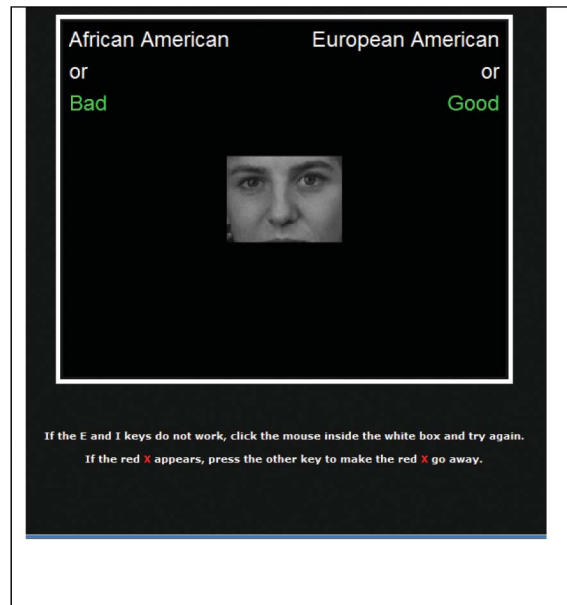 African American European American
or or
Bad Good
If the E and I keys do not work, click the mouse inside the white box and try again.
If the red X appears, press the other key to make the red X go away.